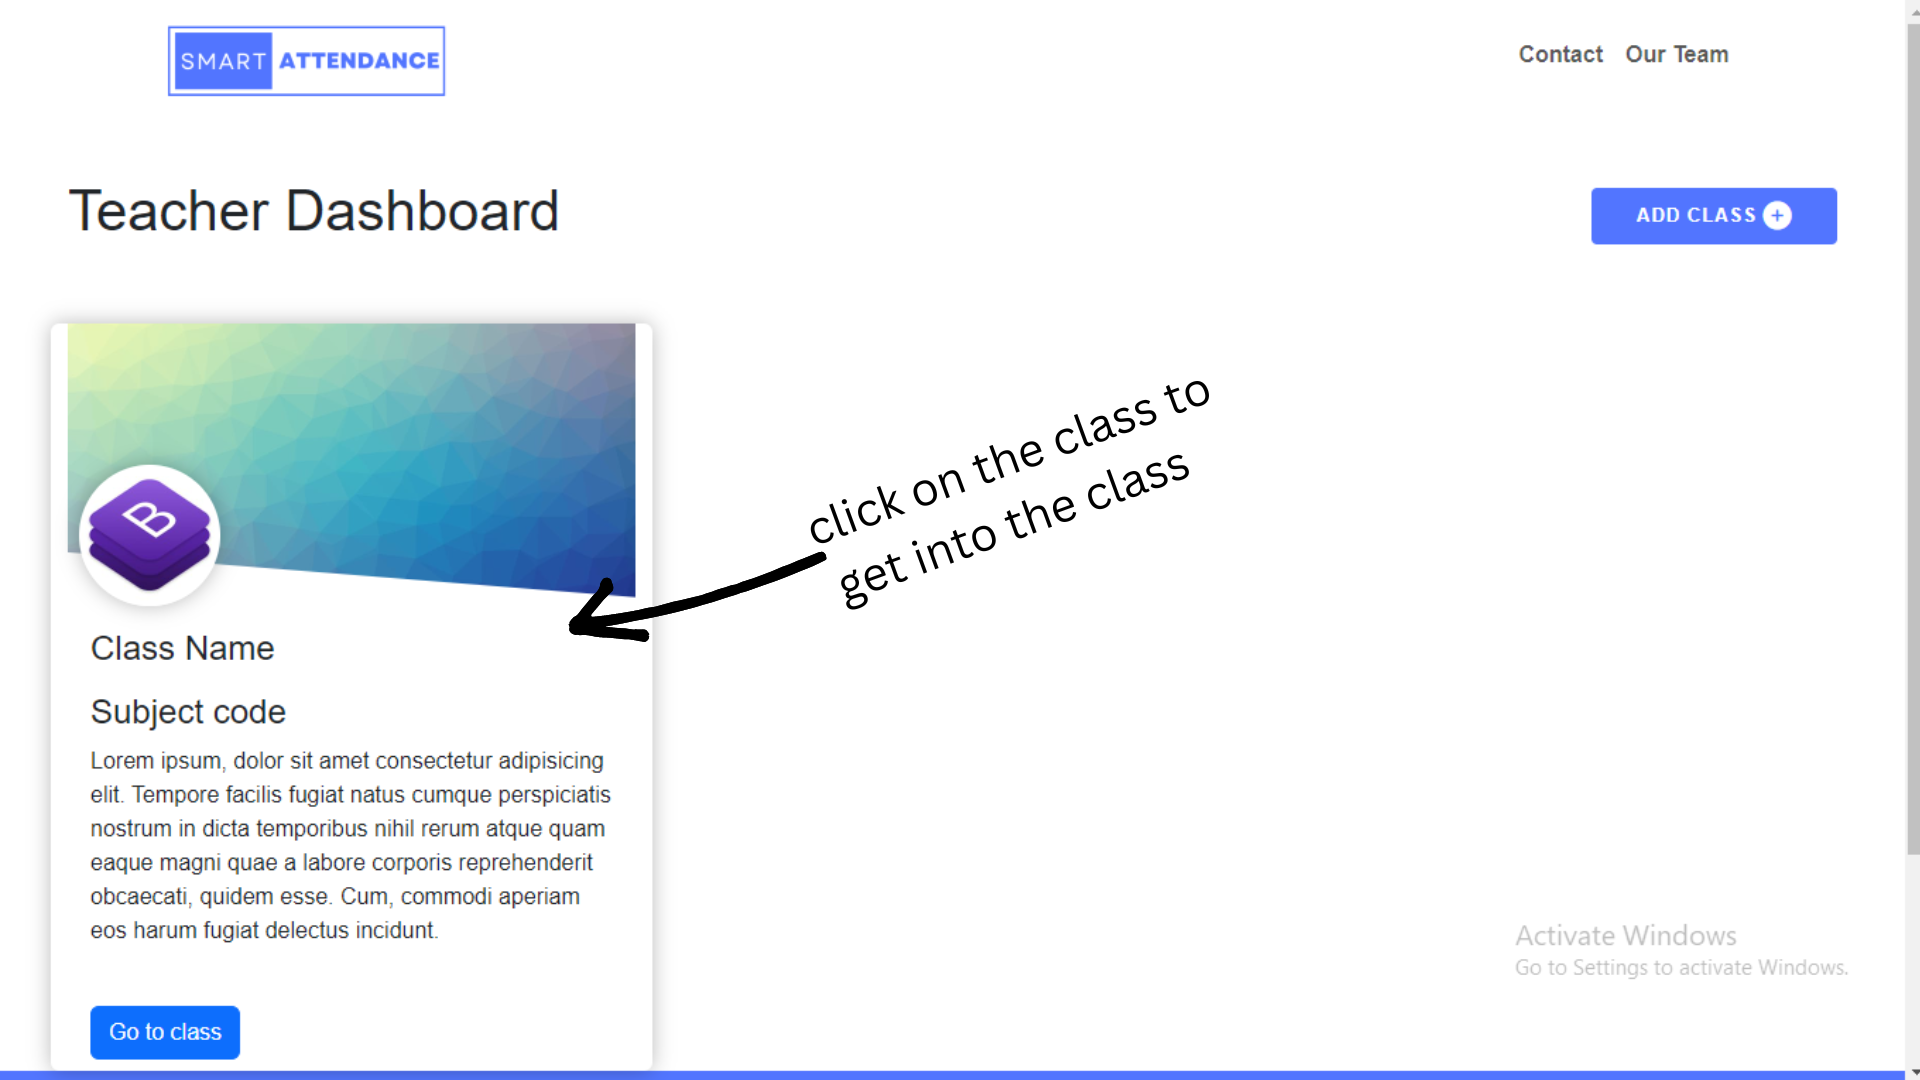 SMART ATTENDANCE
Contact Our Team
Teacher Dashboard
ADD CLASS +
click on the class to
get into the class
B
Class Name
Subject code
Lorem ipsum, dolor sit amet consectetur adipisicing
elit. Tempore facilis fugiat natus cumque perspiciatis
nostrum in dicta temporibus nihil rerum atque quam
eaque magni quae a labore corporis reprehenderit
obcaecati, quidem esse. Cum, commodi aperiam
eos harum fugiat delectus incidunt.
Go to class
Activate Windows
Go to Settings to activate Windows.